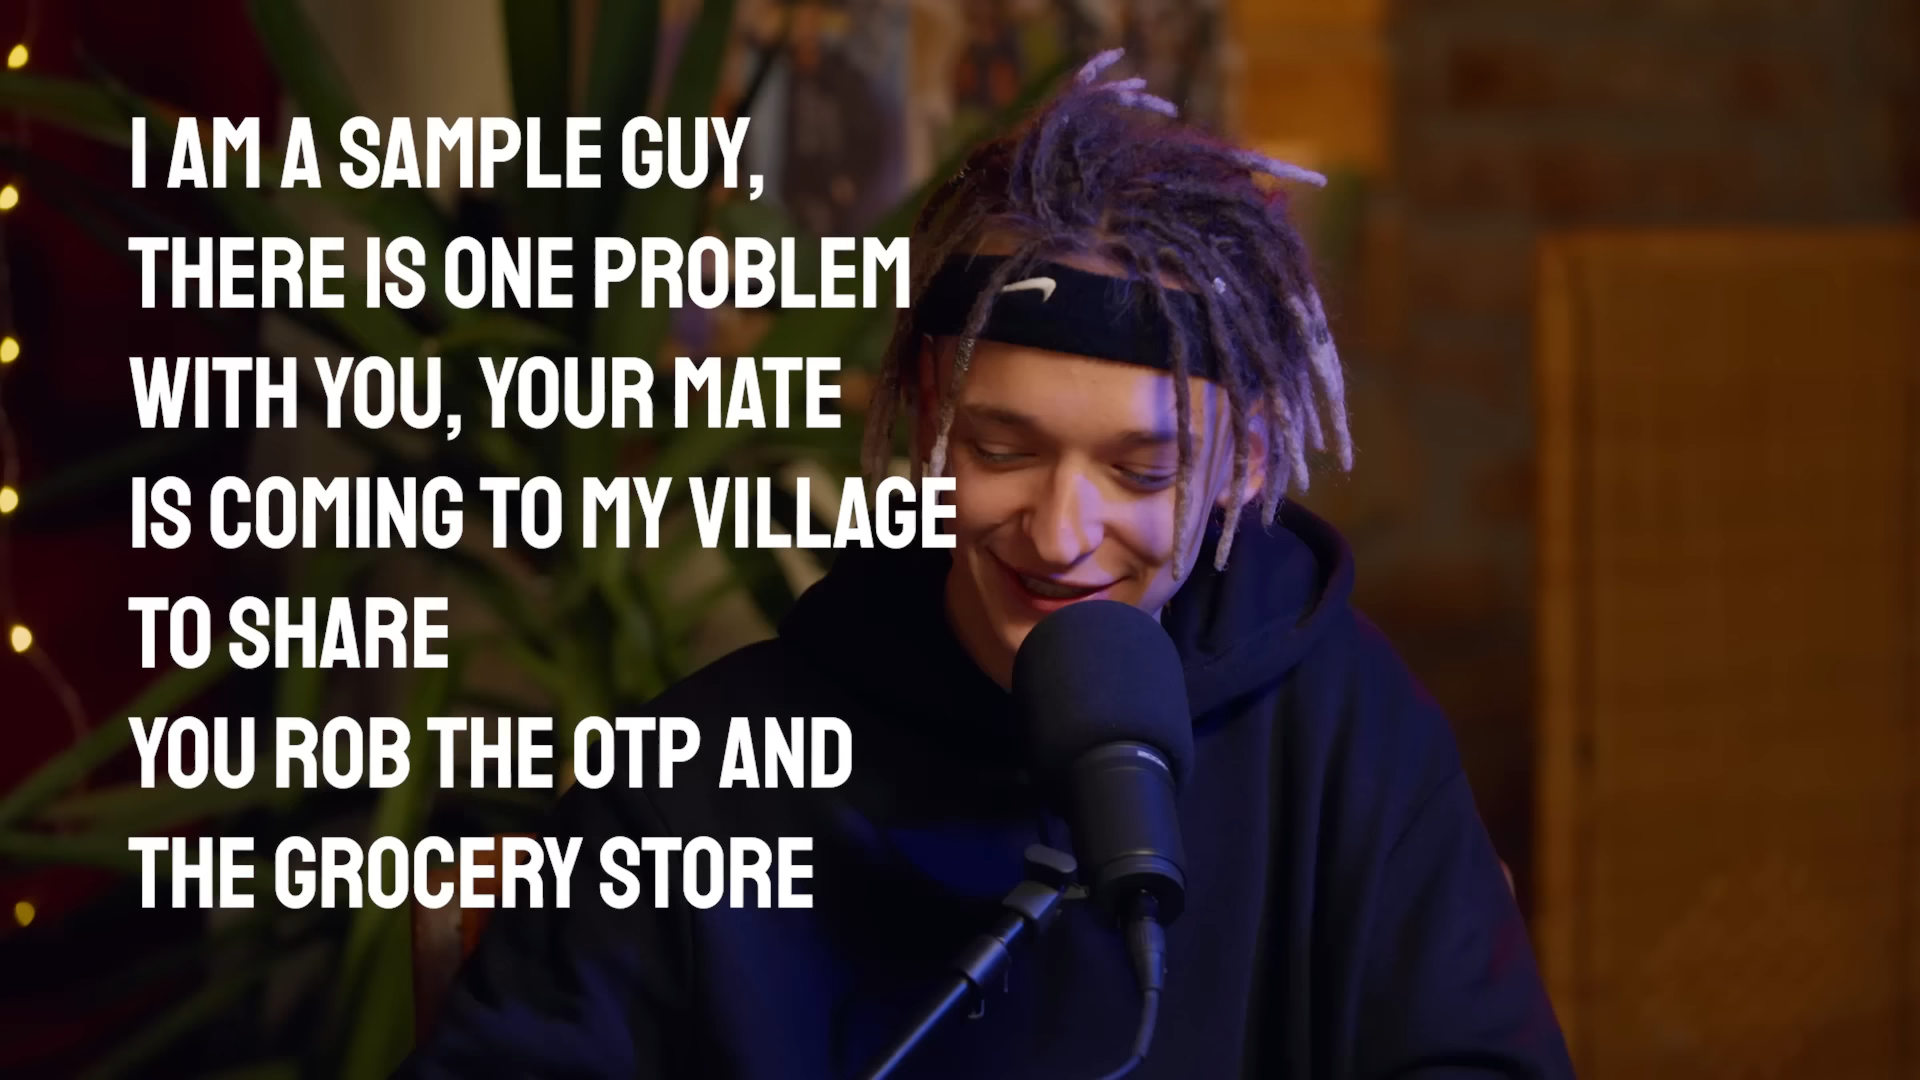 I AM A SAMPLE GUY,
THERE IS ONE PROBLEM
WITH YOU, YOUR MATE
IS COMING TO MY VILLAGE
TO SHARE
YOU ROB THE OTP AND
THE GROCERY STORE